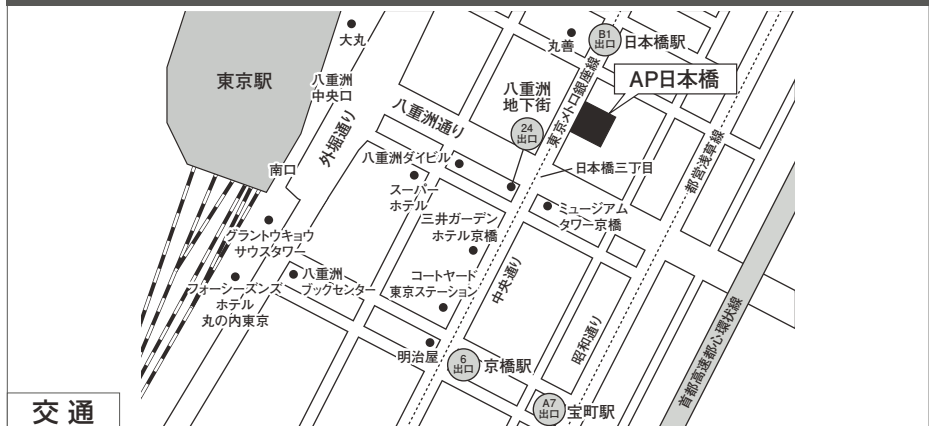 大丸
丸善
B1
出口
日本橋駅
東京駅
八重洲
中央口
八重洲
地下街
AP日本橋
24
出口
八重洲通り
外堀通り
東京メトロ銀座線
都営浅草線
南口
八重洲ダイビル
日本橋三丁目
スーパー
ホテル
ミュージアム
タワー京橋
三井ガーデン
ホテル京橋
グラントウキョウ
サウスタワー
八重洲
ブックセンター
コートヤード
東京ステーション
中央通り
フォーシーズンズ
ホテル
丸の内東京
昭和通り
首都高速都心環状線
明治屋
6
出口
京橋駅
A7
出口
宝町駅
交 通